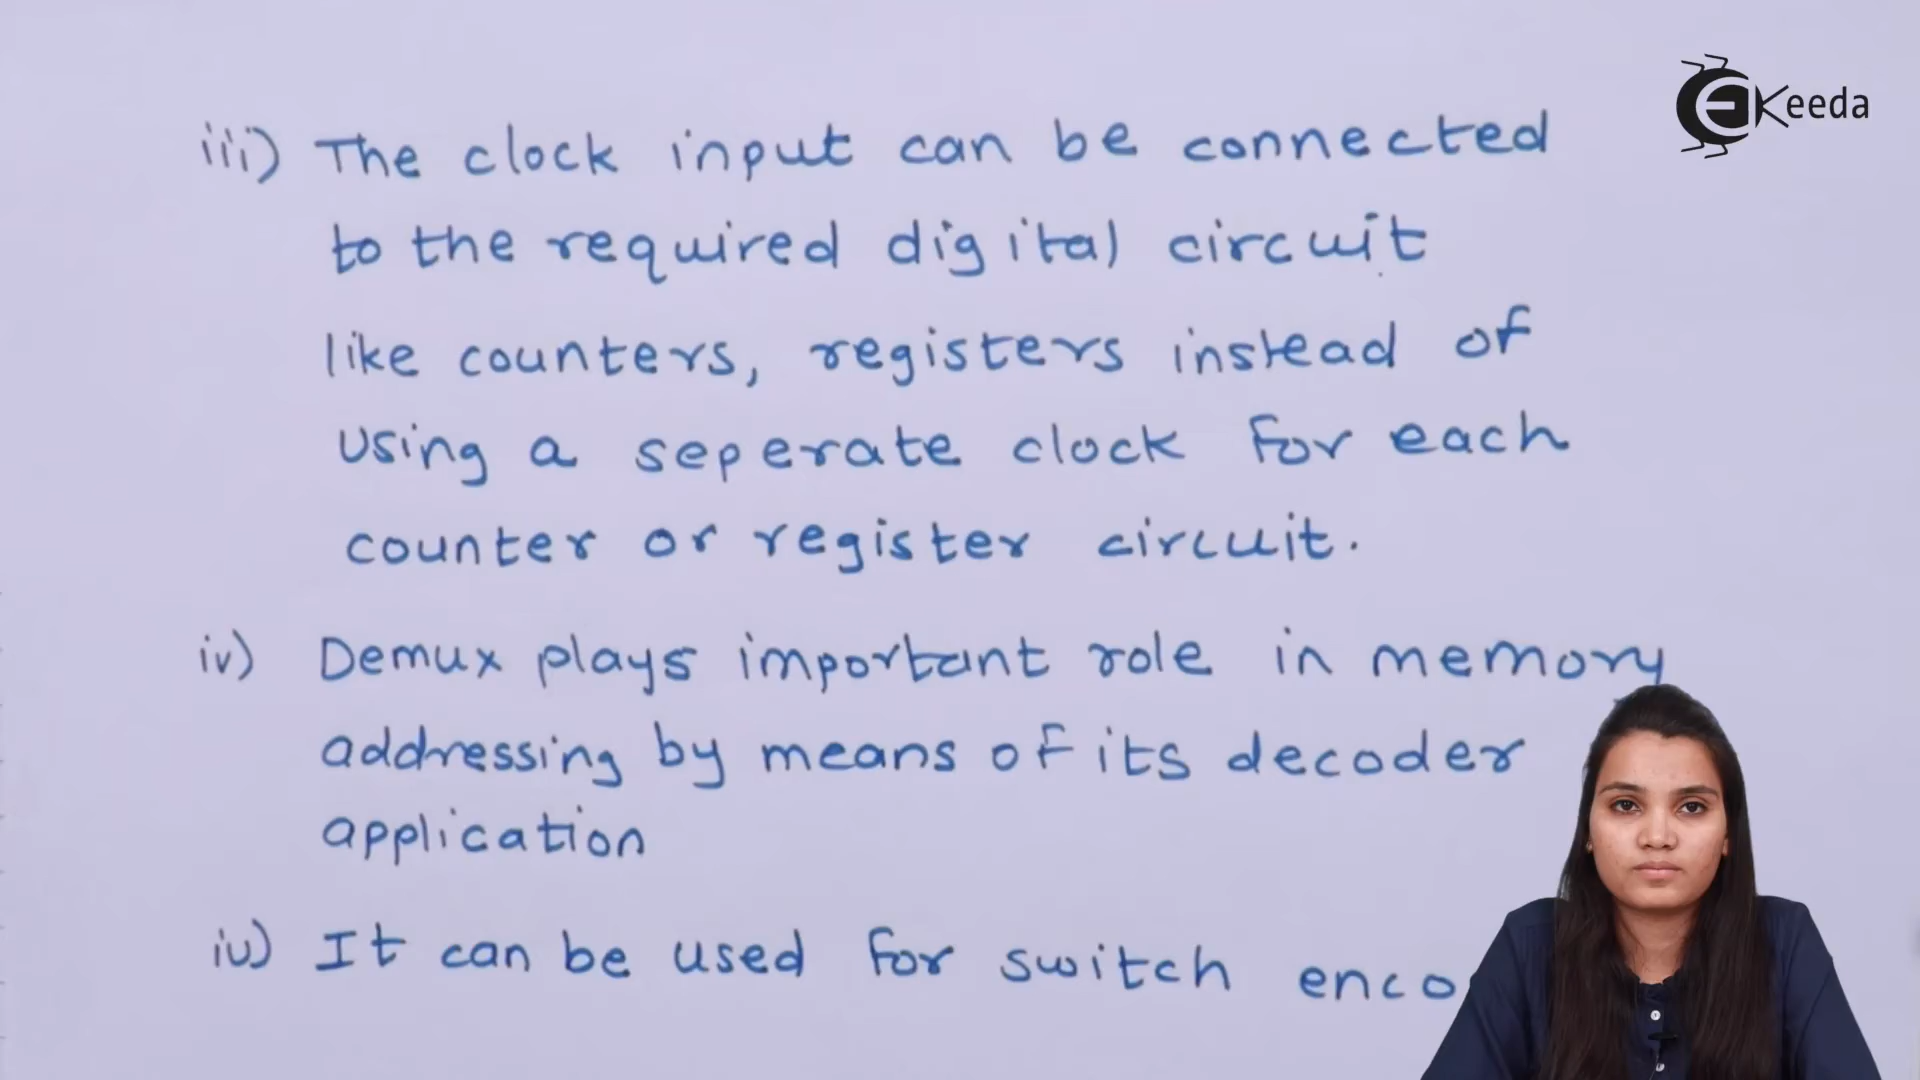 Keeda
iii) The clock input can be connected
to the required digital circuit
like counters, registers instead of
using a seperate clock for each
counter or register circuit.
iv) Demux plays important role in memory
addressing by means of its decoder
application
iv) It can be used for switch enco